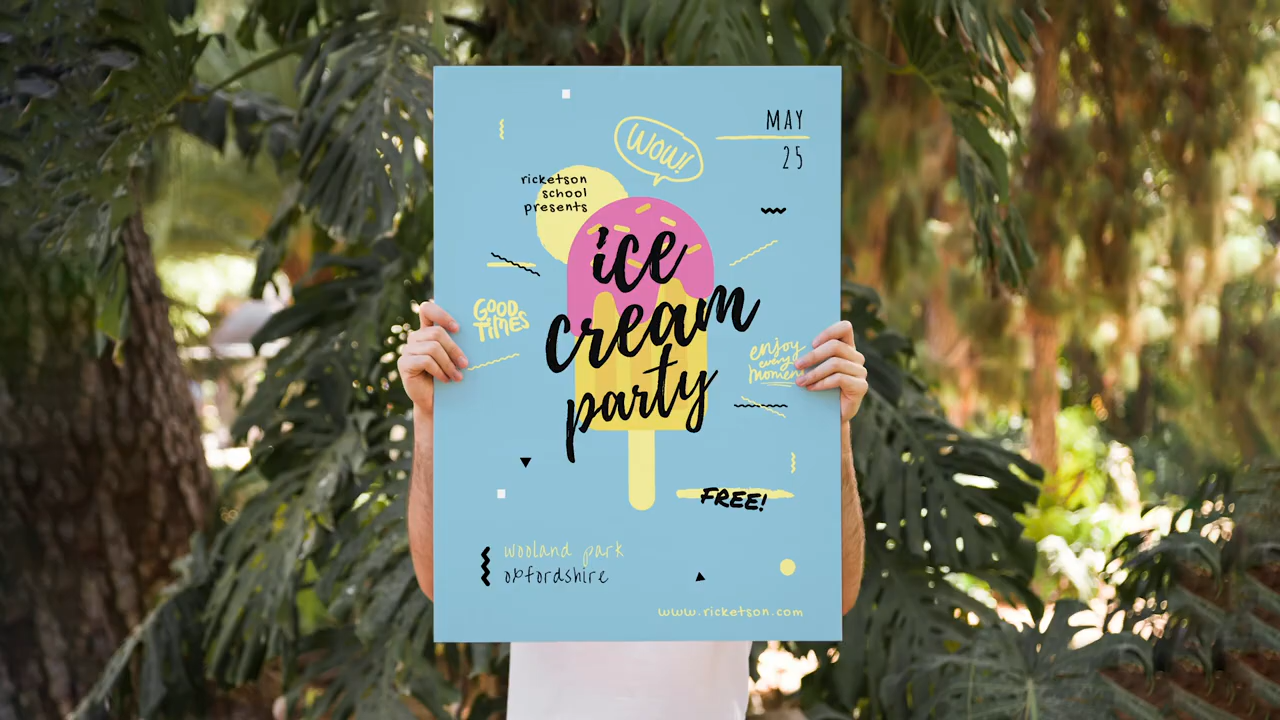 MAY
25
WOW!
ricketson
school
presents
ice
cream
party
GOOD
TIMES
enjoy
every
moment
FREE!
wooland park
oxfordshire
www.ricketson.com